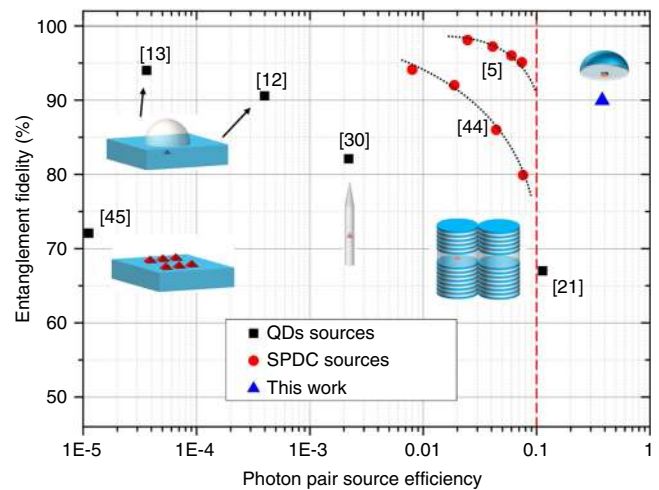 100
[13]
[12]
[5]
90
[30]
[44]
80
[45]
70
[21]
QDs sources
SPDC sources
This work
60
50
Entanglement fidelity (%)
1E-5
1E-4
1E-3
0.01
0.1
1
Photon pair source efficiency